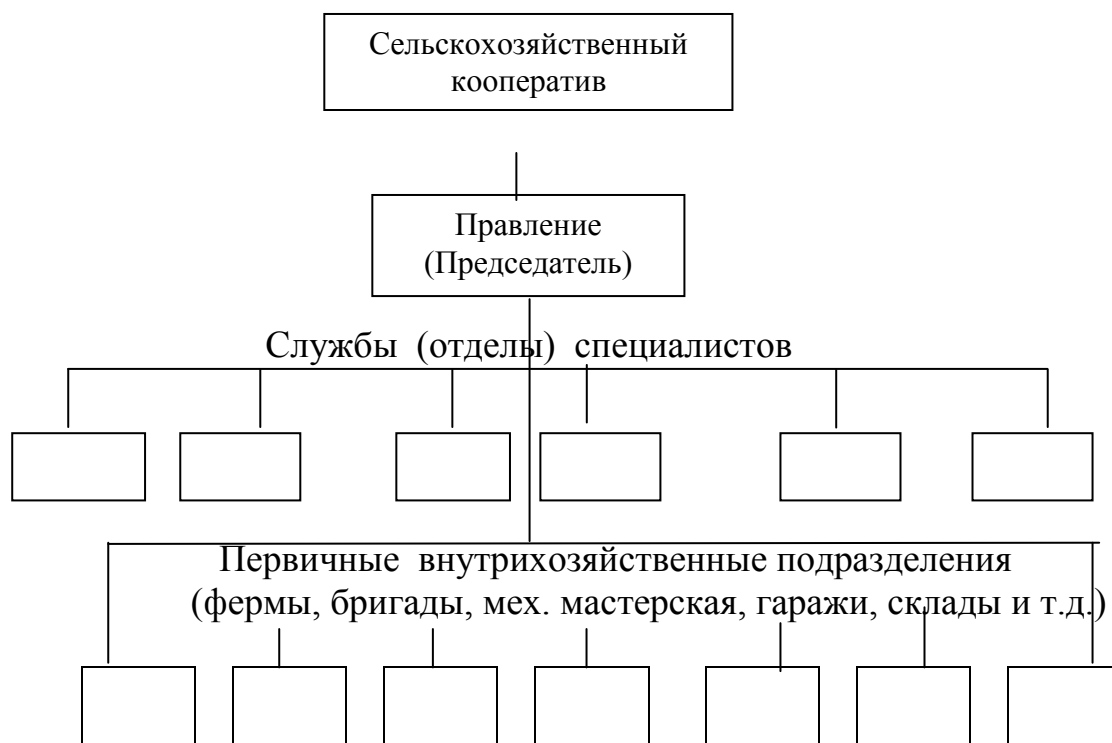 Сельскохозяйственный
кооператив
Правление
(Председатель)
Службы (отделы) специалистов
Первичные внутрихозяйственные подразделения
(фермы, бригады, мех. мастерская, гаражи, склады и т.д.)